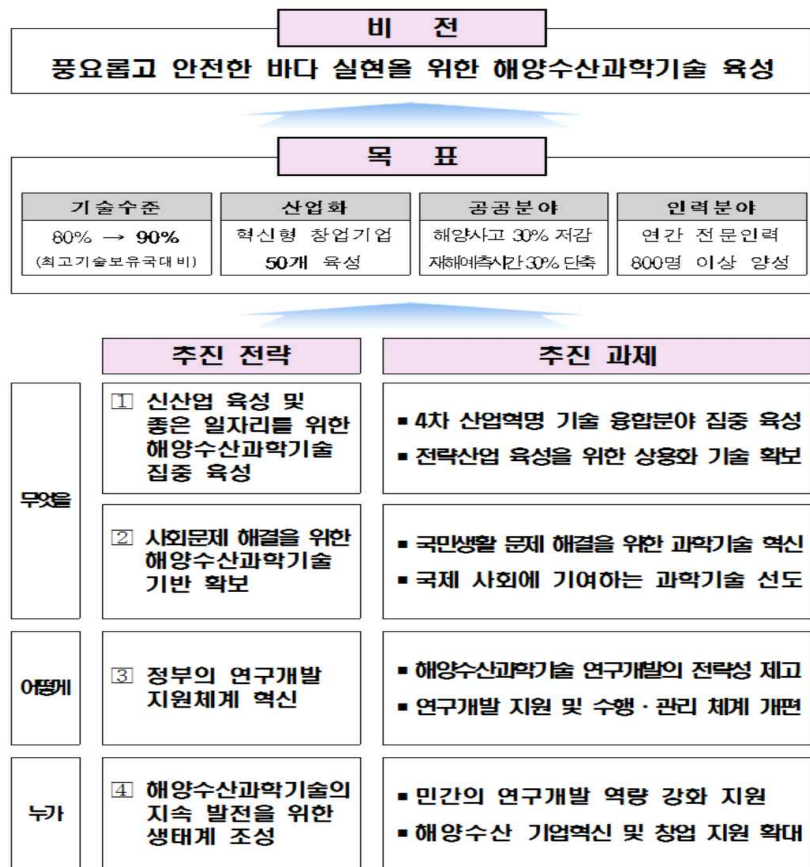 비 전
풍요롭고 안전한 바다 실현을 위한 해양수산과학기술 육성
목 표
기술수준
80% → 90%
(최고기술보유국대비)
산업화
혁신형 창업기업
50개 육성
공공분야
해양사고 30% 저감
재해예측시간 30% 단축
인력분야
연간 전문인력
800명 이상 양성
추진 전략
추진 과제
무엇을
1 신산업 육성 및
좋은 일자리를 위한
해양수산과학기술
집중 육성
▪ 4차 산업혁명 기술 융합분야 집중 육성
▪ 전략산업 육성을 위한 상용화 기술 확보
2 사회문제 해결을 위한
해양수산과학기술
기반 확보
▪ 국민생활 문제 해결을 위한 과학기술 혁신
▪ 국제 사회에 기여하는 과학기술 선도
어떻게
3 정부의 연구개발
지원체계 혁신
▪ 해양수산과학기술 연구개발의 전략성 제고
▪ 연구개발 지원 및 수행 · 관리 체계 개편
누가
4 해양수산과학기술의
지속 발전을 위한
생태계 조성
▪ 민간의 연구개발 역량 강화 지원
▪ 해양수산 기업혁신 및 창업 지원 확대